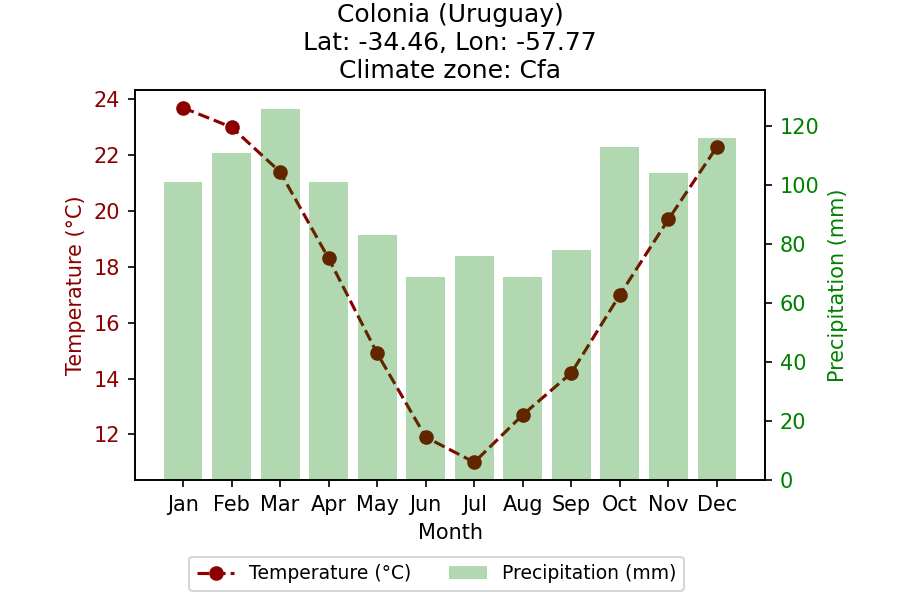 Colonia (Uruguay)
Lat: -34.46, Lon: -57.77
Climate zone: Cfa
24
22
20
18
16
14
12
Temperature (°C)
120
100
80
60
40
20
0
Precipitation (mm)
Jan Feb Mar Apr May Jun Jul Aug Sep Oct Nov Dec
Month
Temperature (°C) Precipitation (mm)